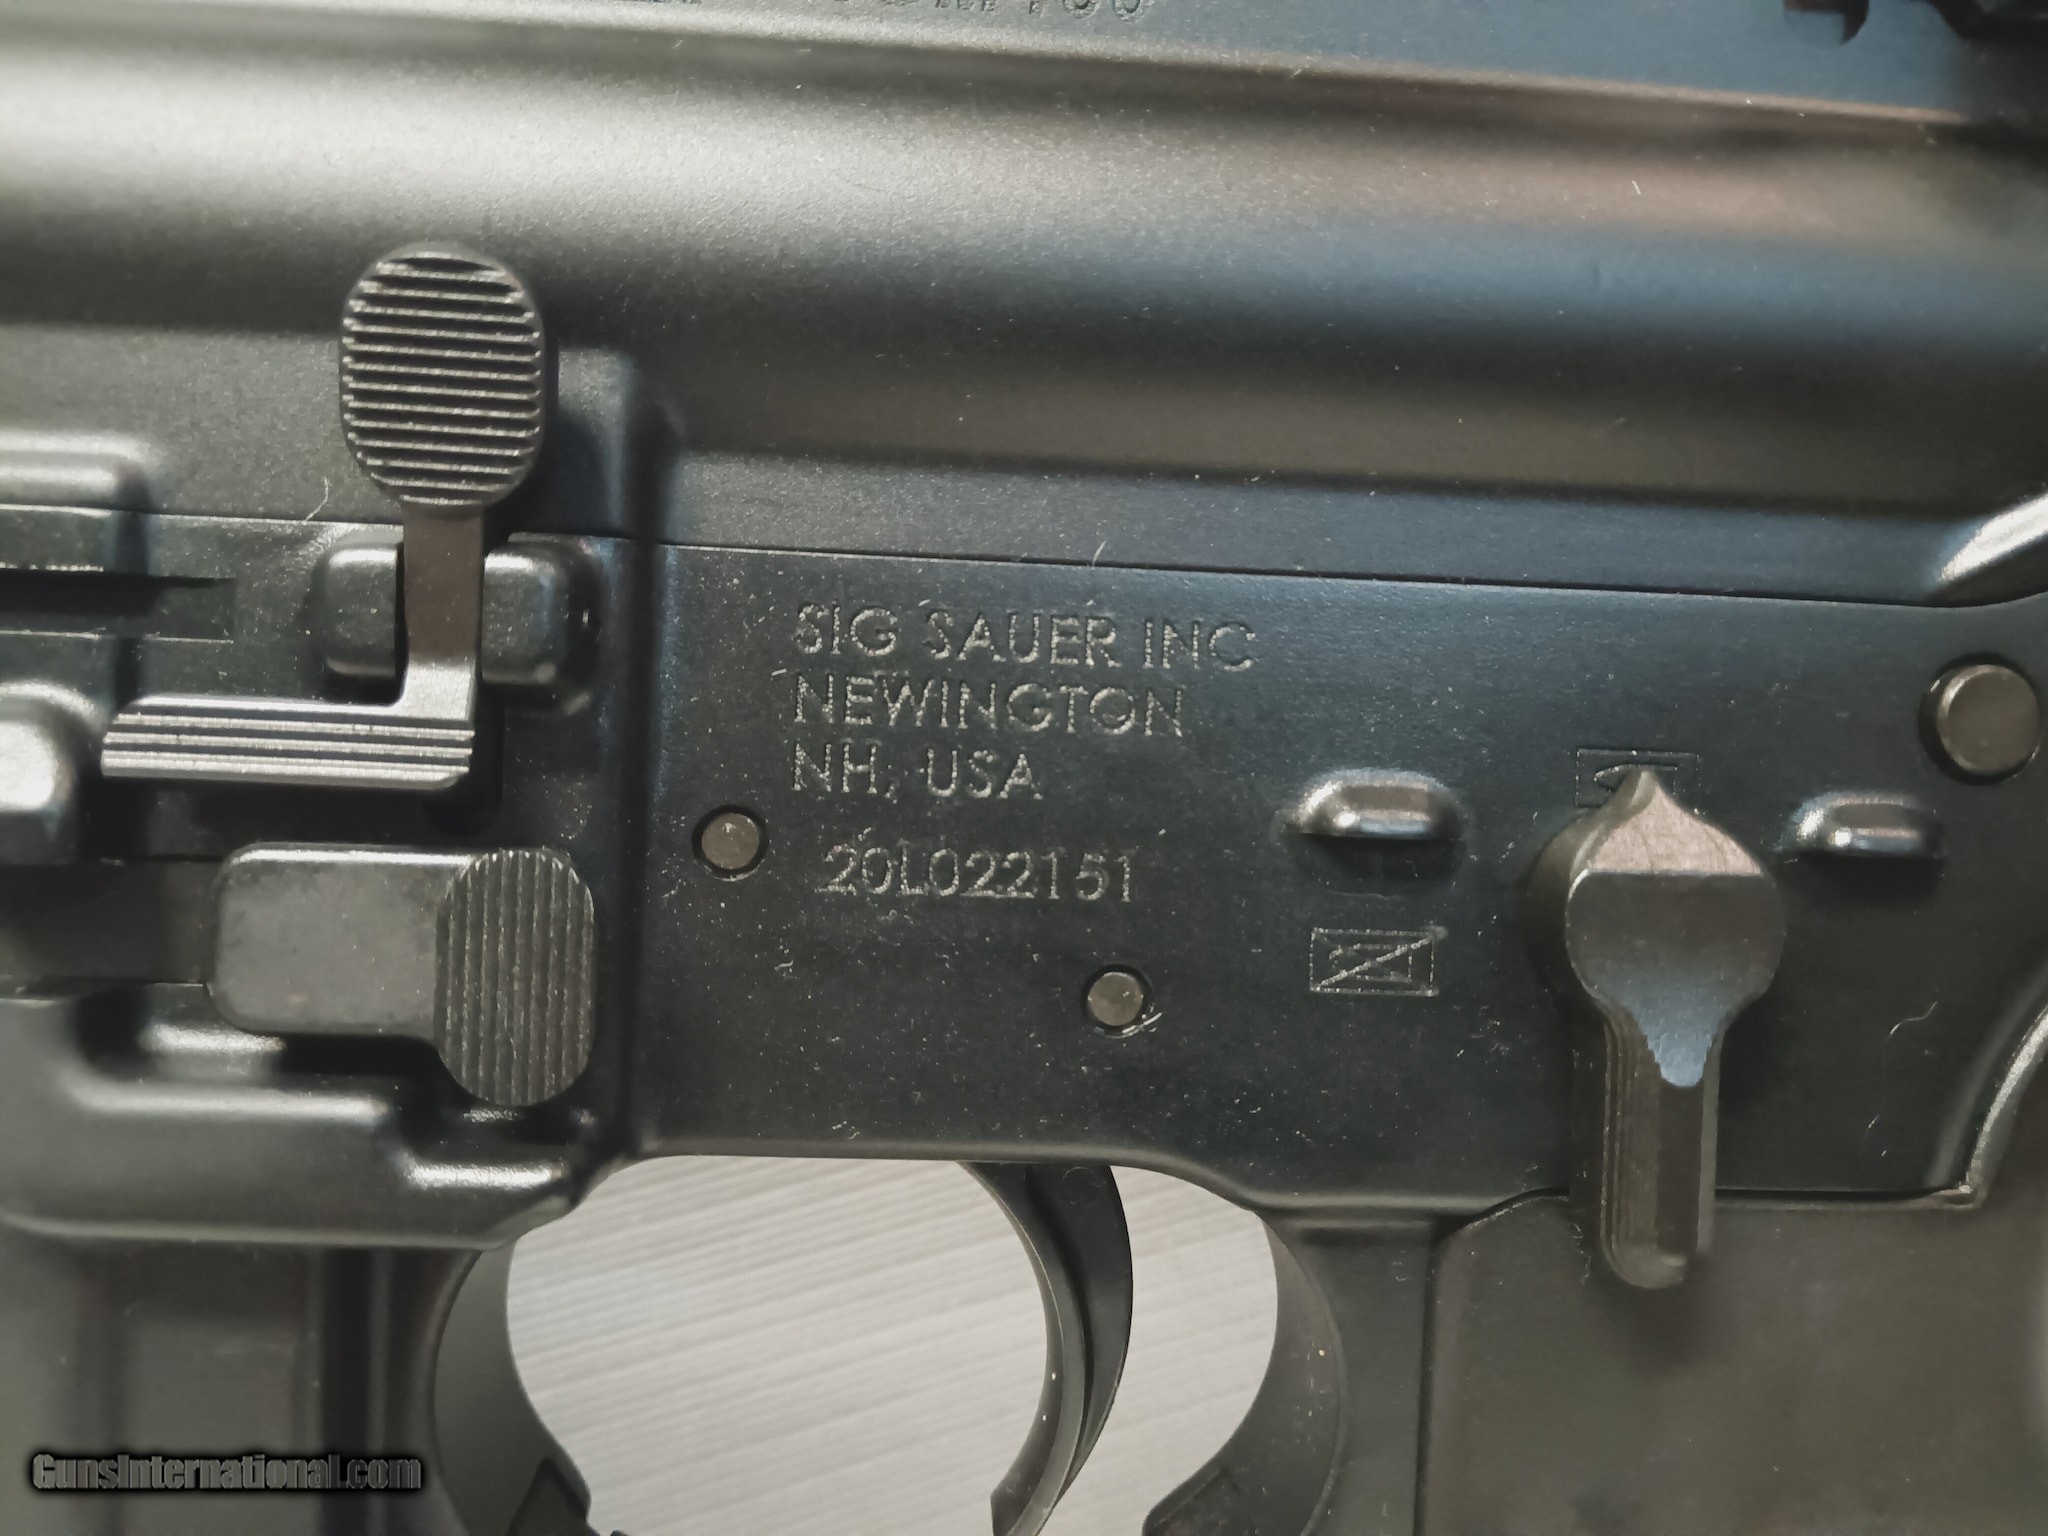 SIG SAUER INC
NEWINGTON
NH, USA
20L022151
GunsInternational.com